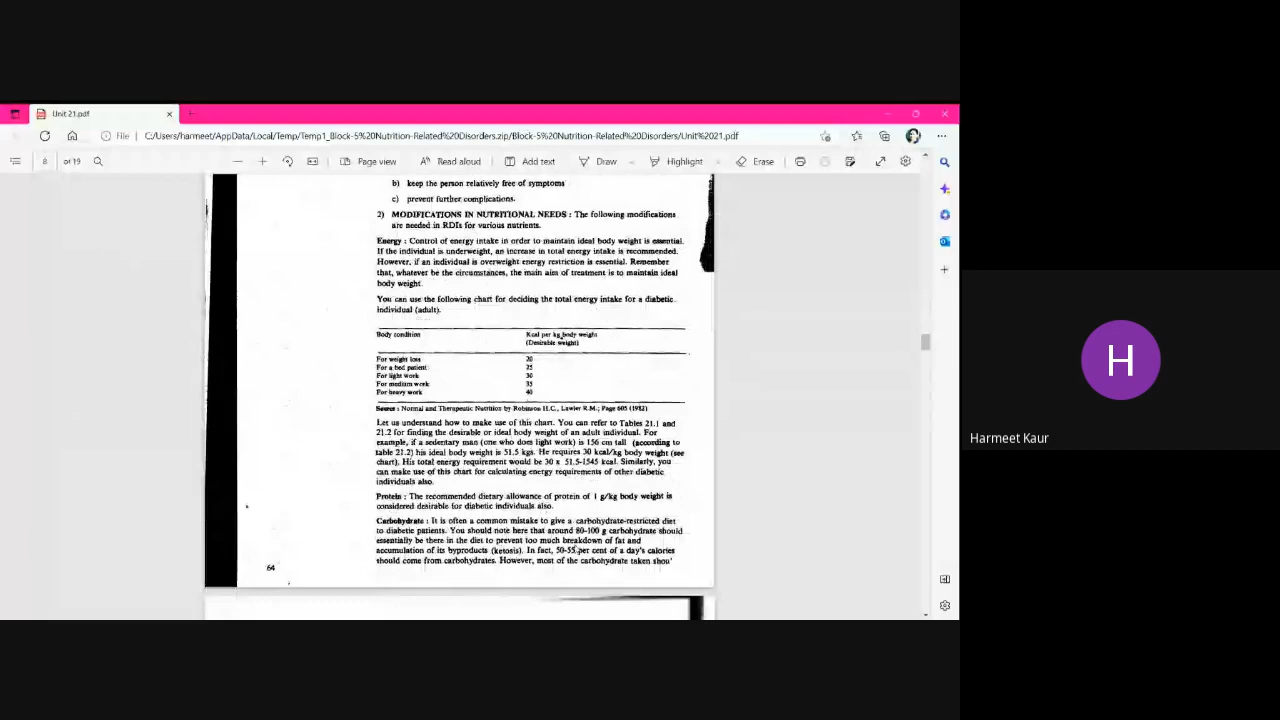 Unit 21.pdf
File
C:/Users/harmeet/AppData/Local/Temp/Temp1_Block-5%20Nutrition-Related%20Disorders.zip/Block-5%20Nutrition-Related%20Disorders/Unit%2021.pdf
8 of 19 Page view Read aloud Add text Draw Highlight Erase
b) keep the person relatively free of symptoms
c) prevent further complications.
2) MODIFICATIONS IN NUTRITIONAL NEEDS : The following modifications
are needed in RDIs for various nutrients.
Energy : Control of energy intake in order to maintain ideal body weight is essential.
If the individual is underweight, an increase in total energy intake is recommended.
However, if an individual is overweight energy restriction is essential. Remember
that, whatever be the circumstances, the main aim of treatment is to maintain ideal
body weight.
You can use the following chart for deciding the total energy intake for a diabetic
individual (adult).
Body condition Kcal per kg body weight
(Desirable weight)
For weight loss 20
For a bed patient 25
For light work 30
For medium work 35
For heavy work 40
Source : Normal and Therapeutic Nutrition by Robinson H.C., Lawler R.M.; Page 605 (1982)
Let us understand how to make use of this chart. You can refer to Tables 21.1 and
21.2 for finding the desirable or ideal body weight of an adult individual. For
example, if a sedentary man (one who does light work) is 156 cm tall (according to
table 21.2) his ideal body weight is 51.5 kgs. He requires 30 kcal/kg body weight (see
chart). His total energy requirement would be 30 x 51.5-1545 kcal. Similarly, you
can make use of this chart for calculating energy requirements of other diabetic
individuals also.
Protein : The recommended dietary allowance of protein of 1 g/kg body weight is
considered desirable for diabetic individuals also.
Carbohydrate : It is often a common mistake to give a carbohydrate-restricted diet
to diabetic patients. You should note here that around 80-100 g carbohydrate should
essentially be there in the diet to prevent too much breakdown of fat and
accumulation of its byproducts (ketosis). In fact, 50-55 per cent of a day's calories
should come from carbohydrates. However, most of the carbohydrate taken shou'
64
H
Harmeet Kaur